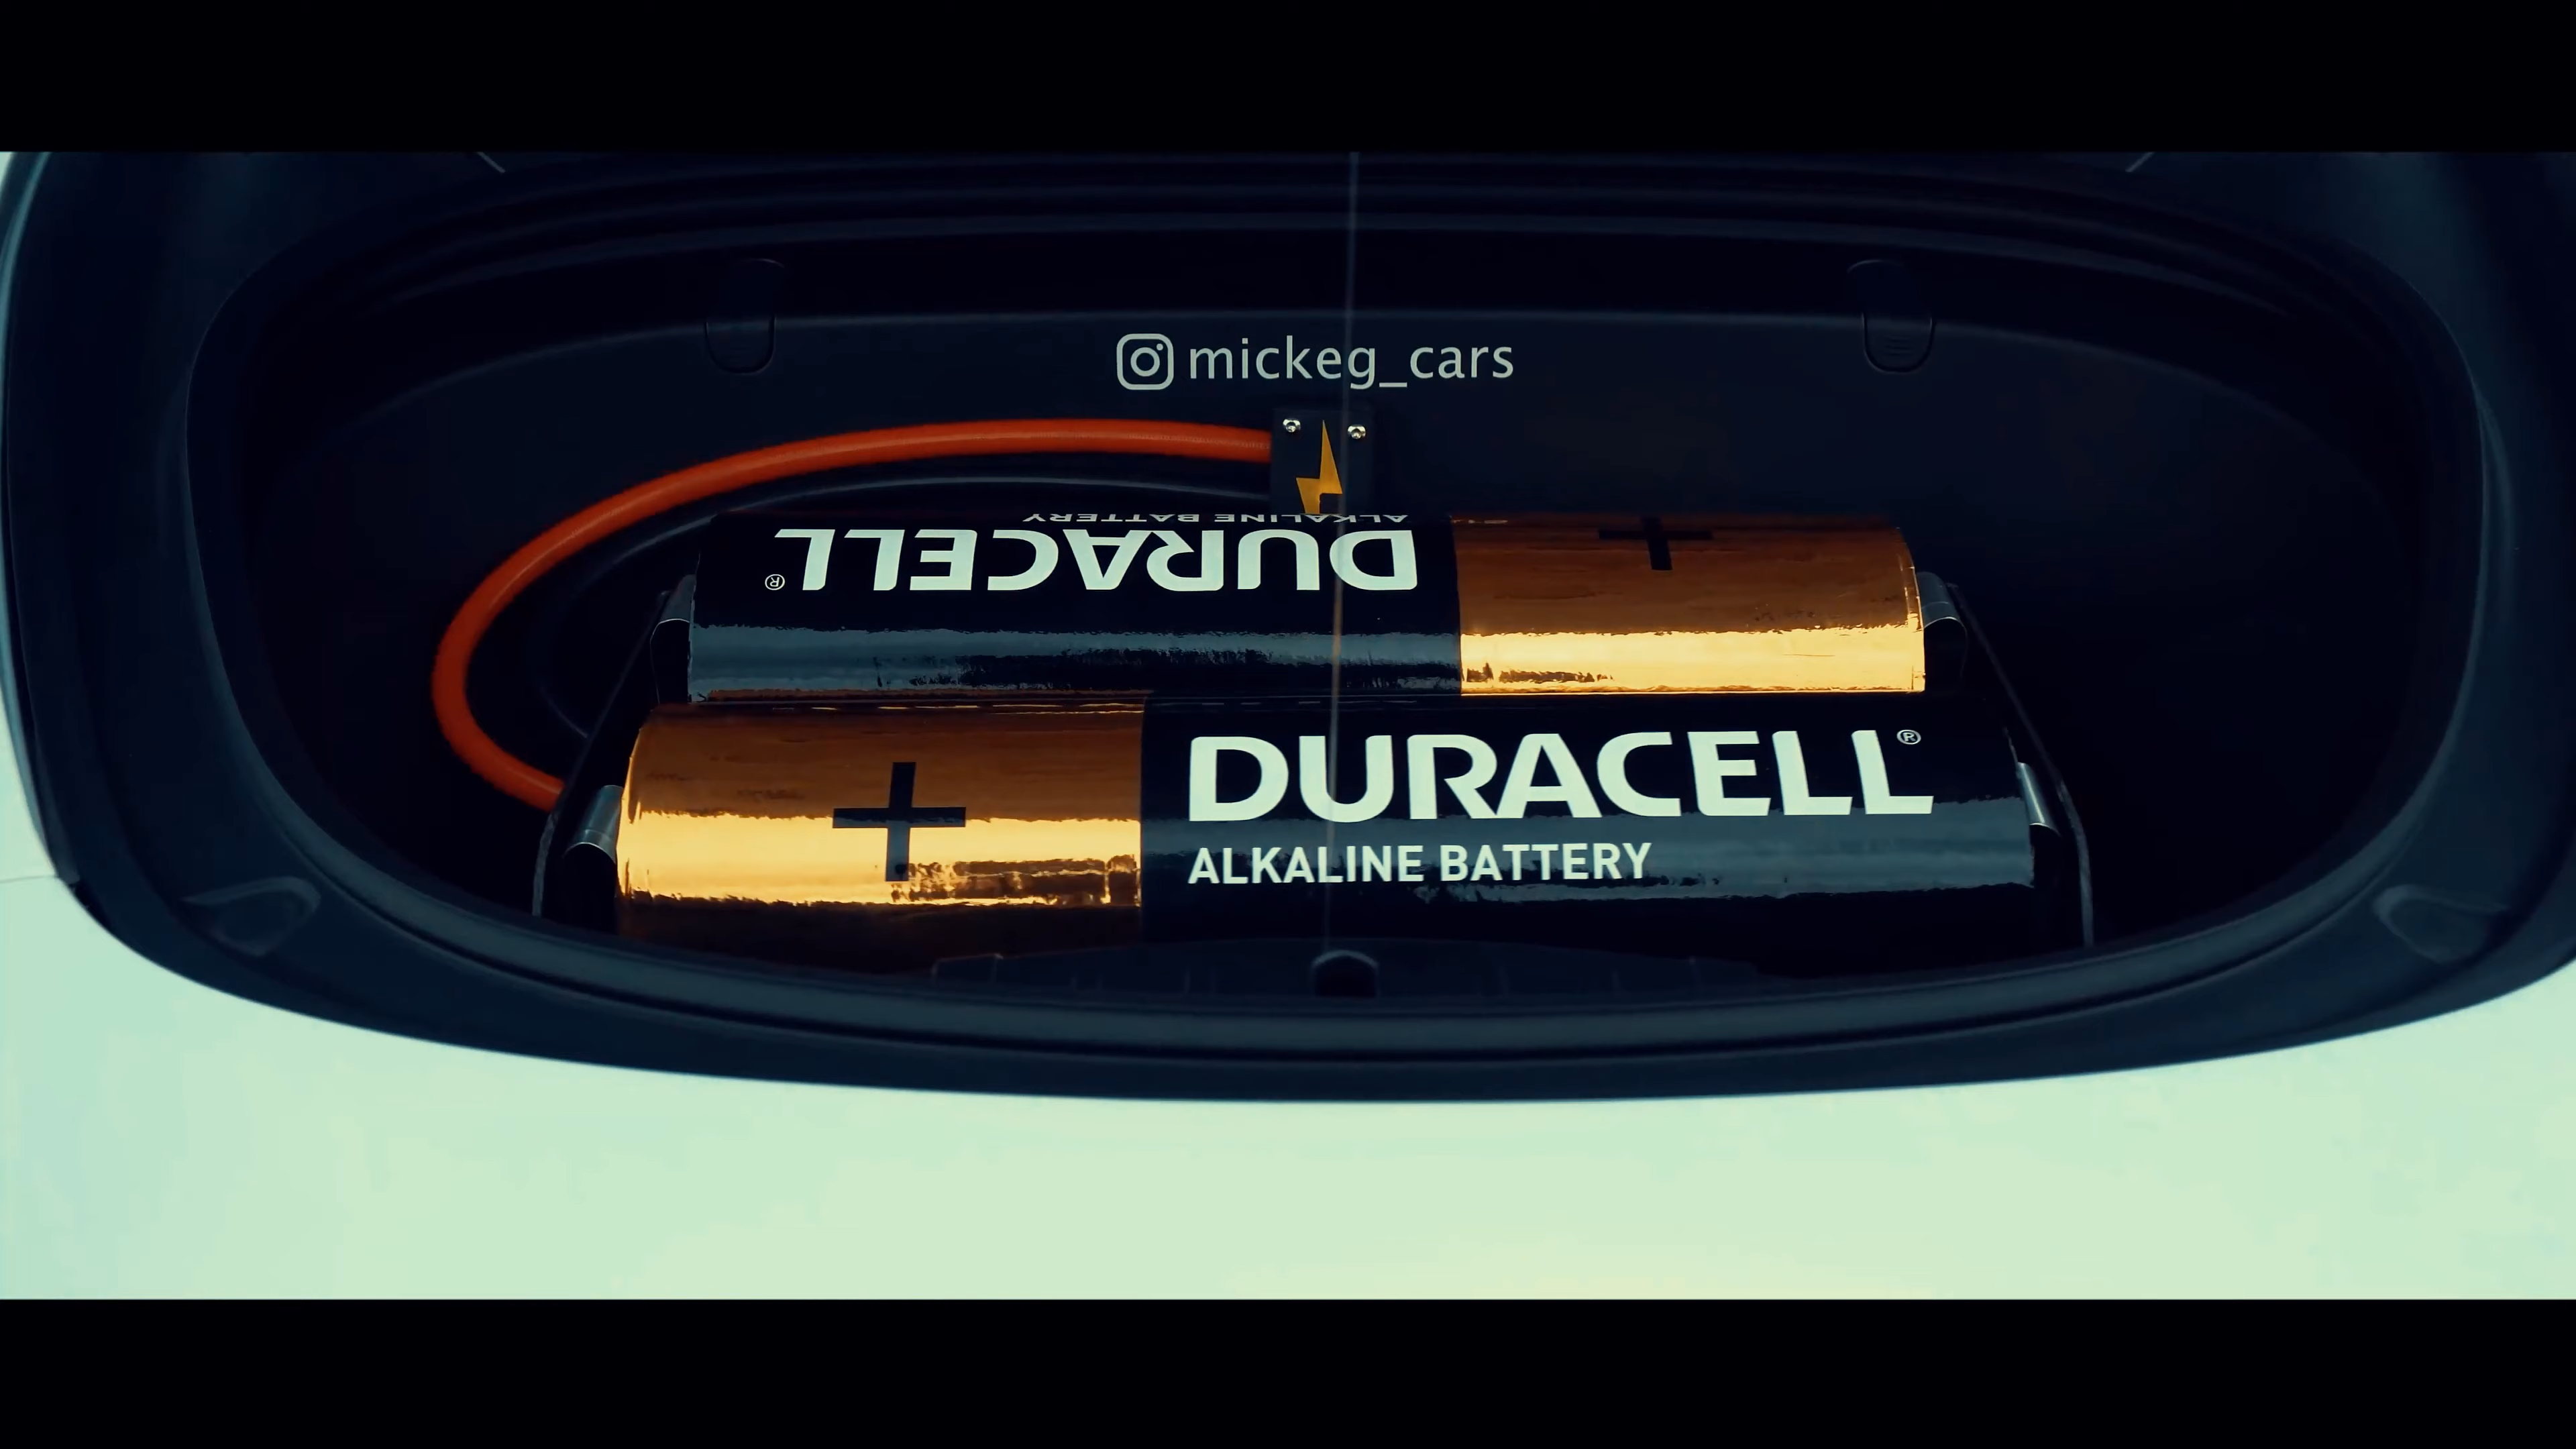 mickeg_cars
ALKALINE BATTERY
DURACELL®
+
+
DURACELL®
ALKALINE BATTERY